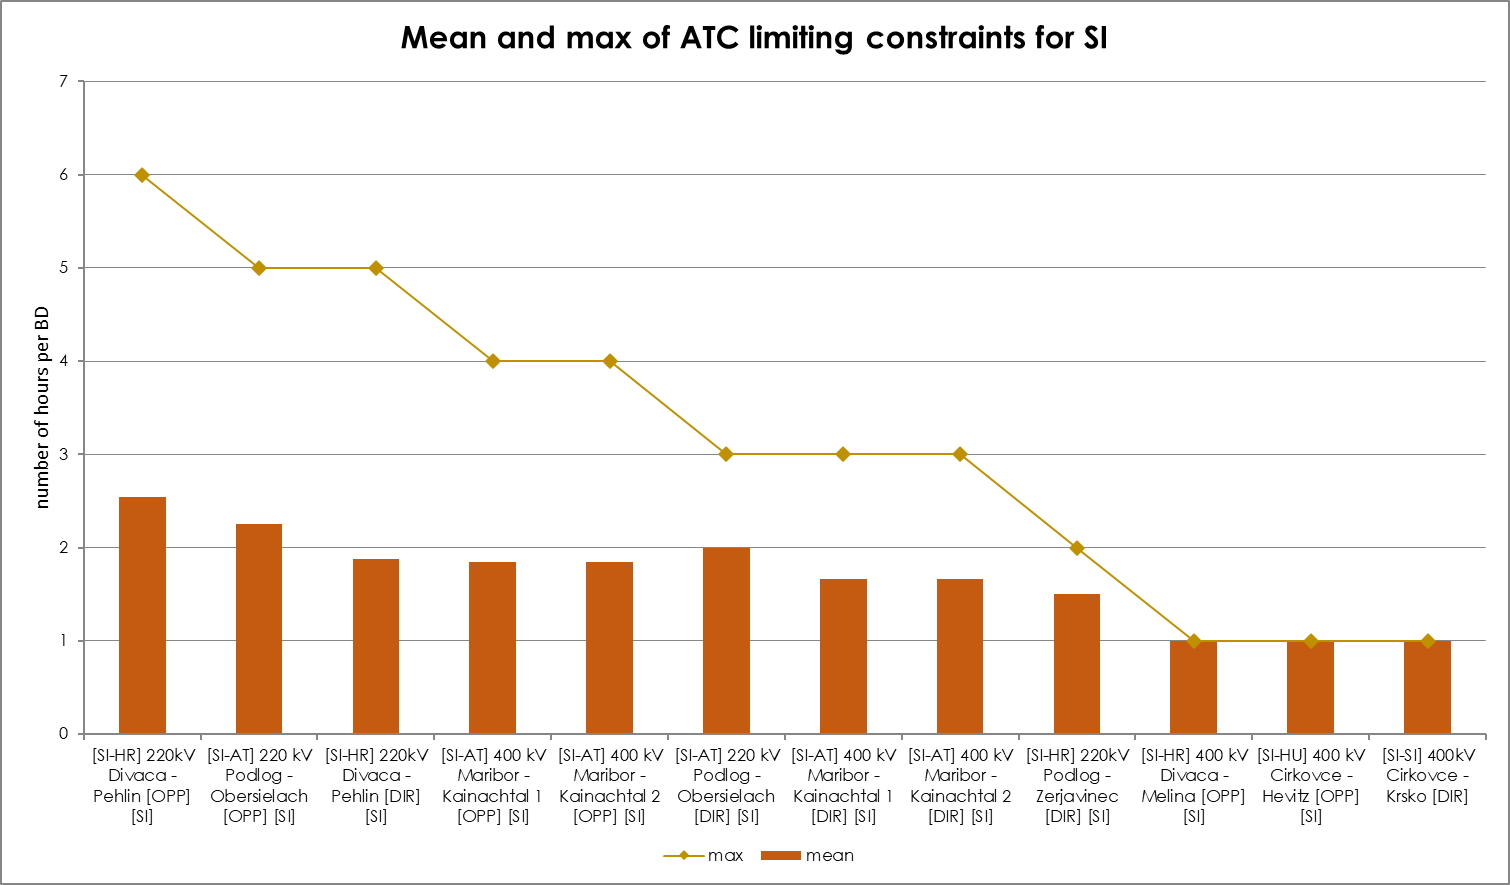 Mean and max of ATC limiting constraints for SI
number of hours per BD
7
6
5
4
3
2
1
0
[SI-HR] 220kV
Divaca -
Pehlin [OPP]
[SI]
[SI-AT] 220 kV
Podlog -
Obersielach
[OPP] [SI]
[SI-HR] 220kV
Divaca -
Pehlin [DIR]
[SI]
[SI-AT] 400 kV
Maribor -
Kainachtal 1
[OPP] [SI]
[SI-AT] 400 kV
Maribor -
Kainachtal 2
[OPP] [SI]
[SI-AT] 220 kV
Podlog -
Obersielach
[DIR] [SI]
[SI-AT] 400 kV
Maribor -
Kainachtal 1
[DIR] [SI]
[SI-AT] 400 kV
Maribor -
Kainachtal 2
[DIR] [SI]
[SI-HR] 220kV
Podlog -
Zerjavinec
[DIR] [SI]
[SI-HR] 400 kV
Divaca -
Melina [OPP]
[SI]
[SI-HU] 400 kV
Cirkovce -
Hevitz [OPP]
[SI]
[SI-SI] 400kV
Cirkovce -
Krsko [DIR]
max
mean